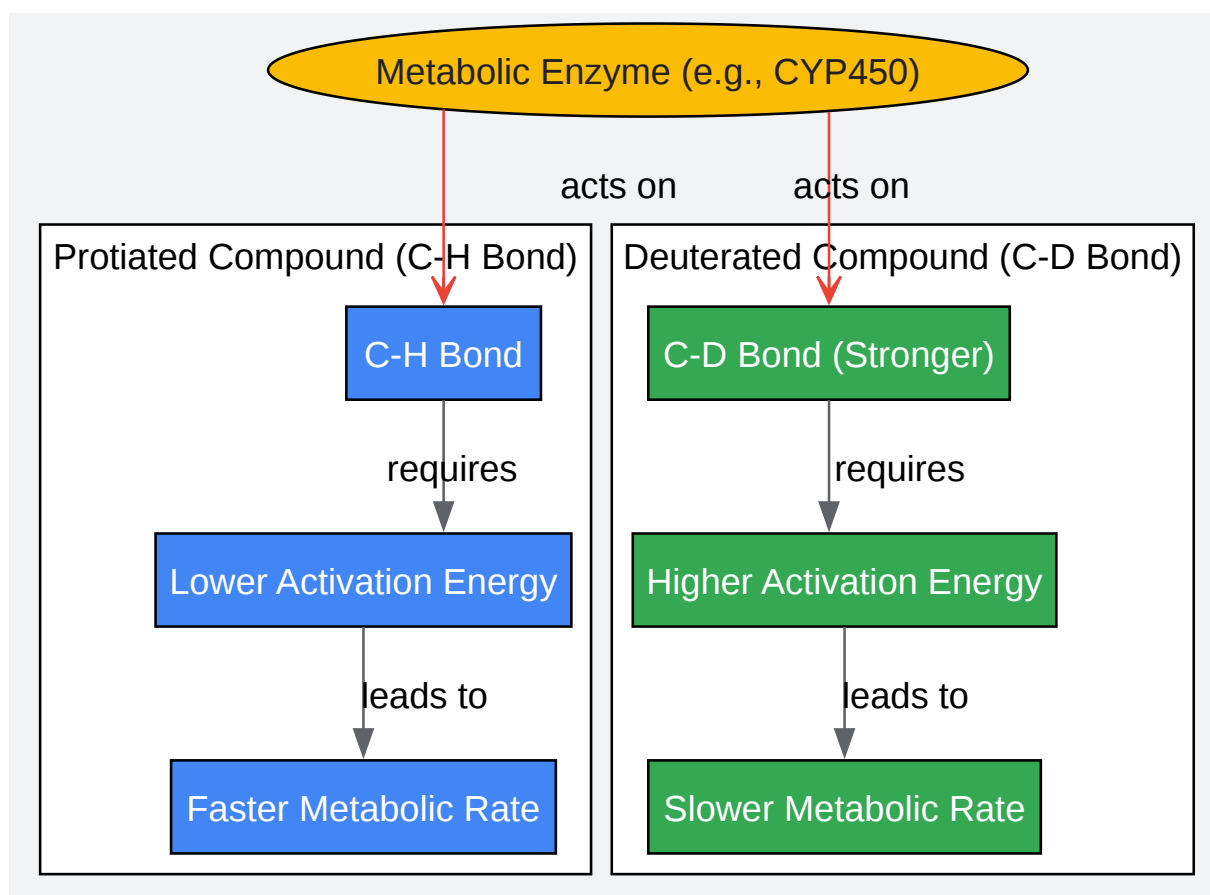 Metabolic Enzyme (e.g., CYP450)
acts on
acts on
Protiated Compound (C-H Bond)
Deuterated Compound (C-D Bond)
C-H Bond
C-D Bond (Stronger)
requires
requires
Lower Activation Energy
Higher Activation Energy
leads to
leads to
Faster Metabolic Rate
Slower Metabolic Rate